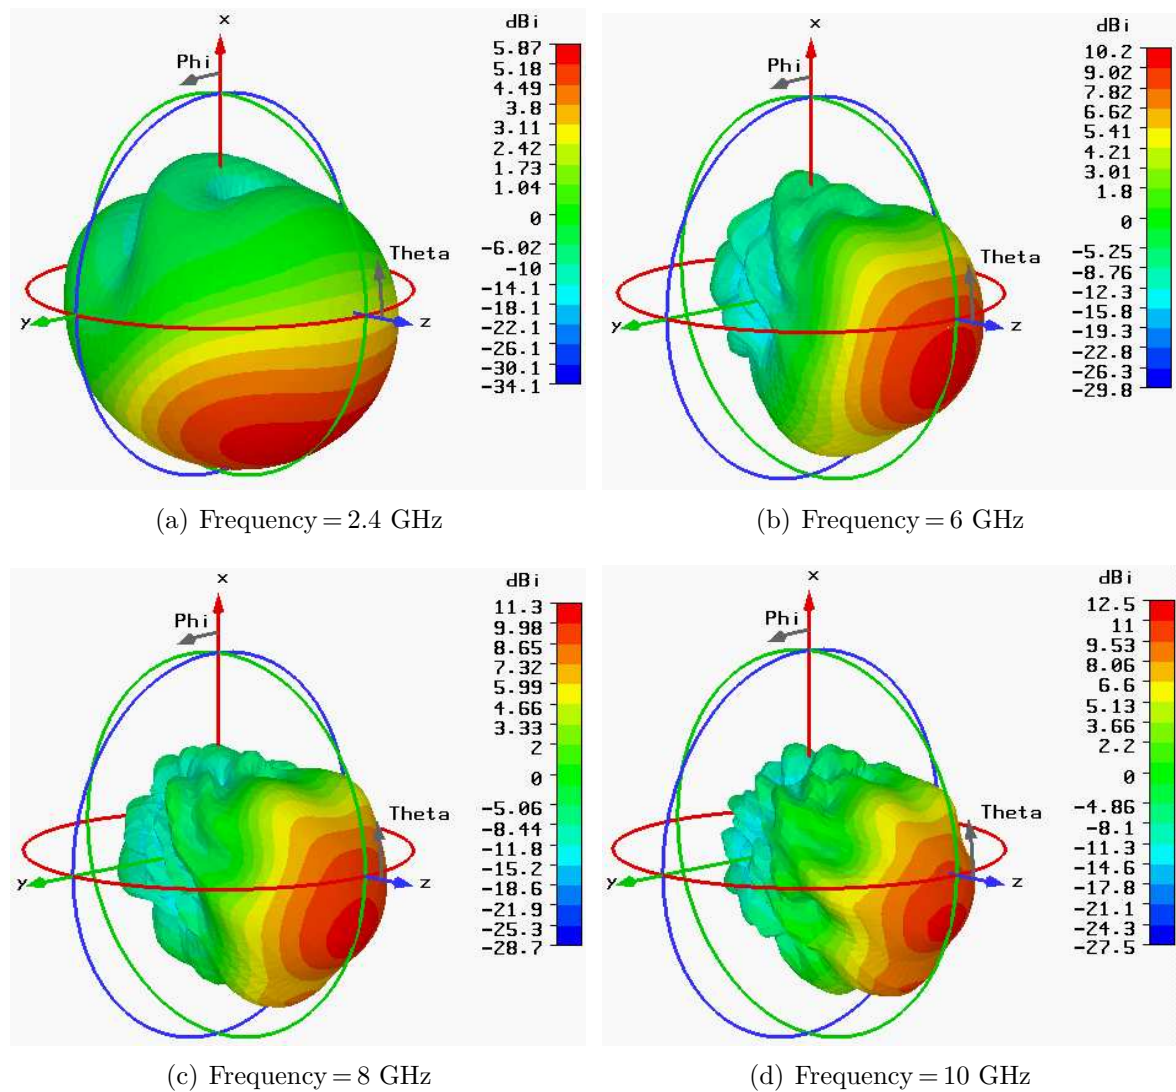 x
Phi
Theta
y
z
dBi
5.87
5.18
4.49
3.8
3.11
2.42
1.73
1.04
0
-6.02
-10
-14.1
-18.1
-22.1
-26.1
-30.1
-34.1
(a) Frequency = 2.4 GHz
x
Phi
Theta
y
z
dBi
10.2
9.02
7.82
6.62
5.41
4.21
3.01
1.8
0
-5.25
-8.76
-12.3
-15.8
-19.3
-22.8
-26.3
-29.8
(b) Frequency = 6 GHz
x
Phi
Theta
y
z
dBi
11.3
9.98
8.65
7.32
5.99
4.66
3.33
2
0
-5.06
-8.44
-11.8
-15.2
-18.6
-21.9
-25.3
-28.7
(c) Frequency = 8 GHz
x
Phi
Theta
y
z
dBi
12.5
11
9.53
8.06
6.6
5.13
3.66
2.2
0
-4.86
-8.1
-11.3
-14.6
-17.8
-21.1
-24.3
-27.5
(d) Frequency = 10 GHz